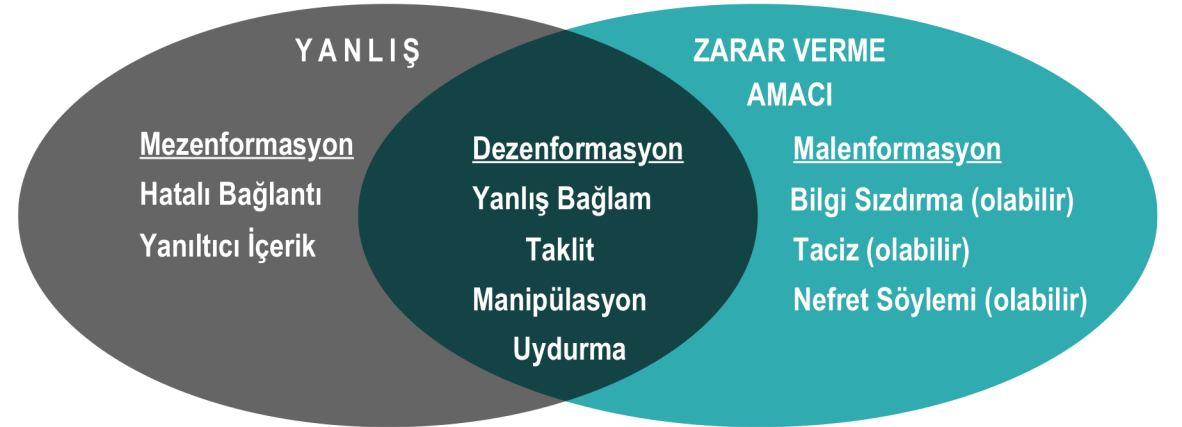 YANLIŞ
ZARAR VERME
AMACI
Mezenformasyon
Hatalı Bağlantı
Yanıltıcı İçerik
Dezenformasyon
Yanlış Bağlam
Taklit
Manipülasyon
Uydurma
Malenformasyon
Bilgi Sızdırma (olabilir)
Taciz (olabilir)
Nefret Söylemi (olabilir)